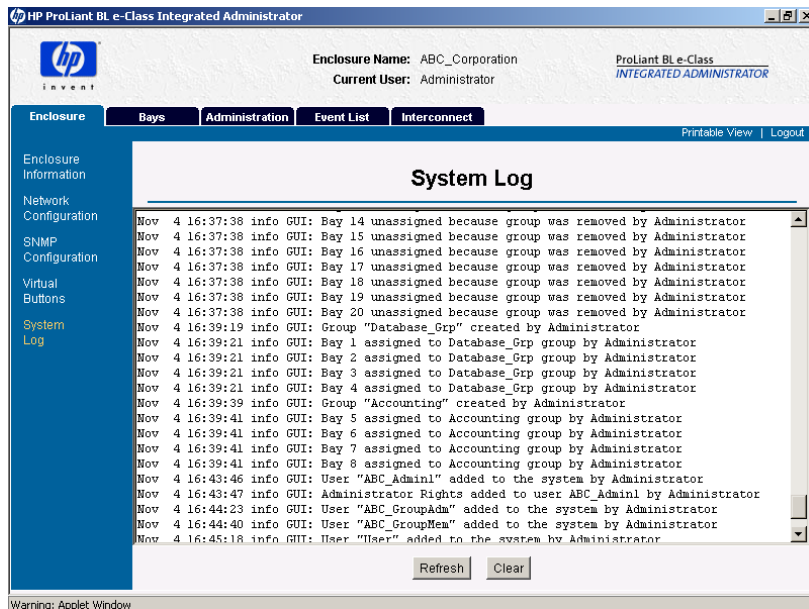 HP ProLiant BL e-Class Integrated Administrator
hp
invent
Enclosure Name: ABC_Corporation
Current User: Administrator
ProLiant BL e-Class
INTEGRATED ADMINISTRATOR
Enclosure Bays Administration Event List Interconnect
Printable View | Logout
Enclosure
Information
Network
Configuration
SNMP
Configuration
Virtual
Buttons
System
Log
System Log
Nov 4 16:37:38 info GUI: Bay 14 unassigned because group was removed by Administrator
Nov 4 16:37:38 info GUI: Bay 15 unassigned because group was removed by Administrator
Nov 4 16:37:38 info GUI: Bay 16 unassigned because group was removed by Administrator
Nov 4 16:37:38 info GUI: Bay 17 unassigned because group was removed by Administrator
Nov 4 16:37:38 info GUI: Bay 18 unassigned because group was removed by Administrator
Nov 4 16:37:38 info GUI: Bay 19 unassigned because group was removed by Administrator
Nov 4 16:37:38 info GUI: Bay 20 unassigned because group was removed by Administrator
Nov 4 16:39:19 info GUI: Group "Database_Grp" created by Administrator
Nov 4 16:39:21 info GUI: Bay 1 assigned to Database_Grp group by Administrator
Nov 4 16:39:21 info GUI: Bay 2 assigned to Database_Grp group by Administrator
Nov 4 16:39:21 info GUI: Bay 3 assigned to Database_Grp group by Administrator
Nov 4 16:39:21 info GUI: Bay 4 assigned to Database_Grp group by Administrator
Nov 4 16:39:39 info GUI: Group "Accounting" created by Administrator
Nov 4 16:39:41 info GUI: Bay 5 assigned to Accounting group by Administrator
Nov 4 16:39:41 info GUI: Bay 6 assigned to Accounting group by Administrator
Nov 4 16:39:41 info GUI: Bay 7 assigned to Accounting group by Administrator
Nov 4 16:39:41 info GUI: Bay 8 assigned to Accounting group by Administrator
Nov 4 16:43:46 info GUI: User "ABC_Admin1" added to the system by Administrator
Nov 4 16:43:47 info GUI: Administrator Rights added to user ABC_Admin1 by Administrator
Nov 4 16:44:23 info GUI: User "ABC_GroupAdm" added to the system by Administrator
Nov 4 16:44:40 info GUI: User "ABC_GroupMem" added to the system by Administrator
Nov 4 16:45:18 info GUI: User "User" added to the system by Administrator
Refresh Clear
Warning: Applet Window